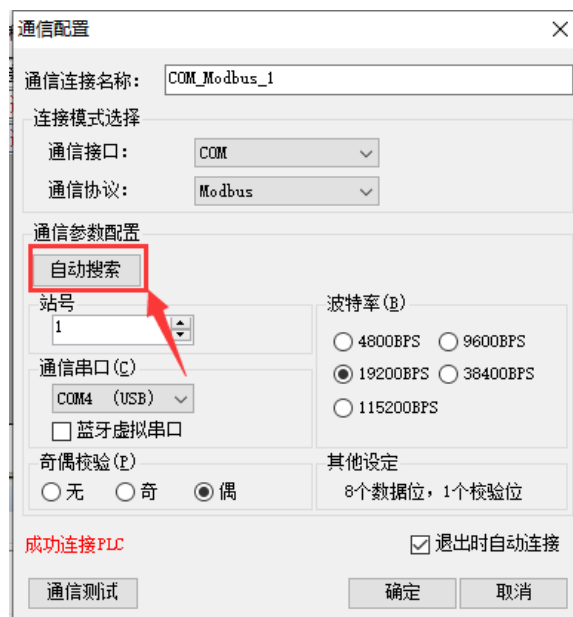 通信配置
通信连接名称： COM_Modbus_1
连接模式选择
通信接口： COM
通信协议： Modbus
通信参数配置
自动搜索
站号
1
通信串口(C)
COM4 (USB)
蓝牙虚拟串口
波特率(B)
4800BPS 9600BPS
19200BPS 38400BPS
115200BPS
奇偶校验(P)
无 奇 偶
其他设定
8个数据位，1个校验位
成功连接PLC
退出时自动连接
通信测试 确定 取消